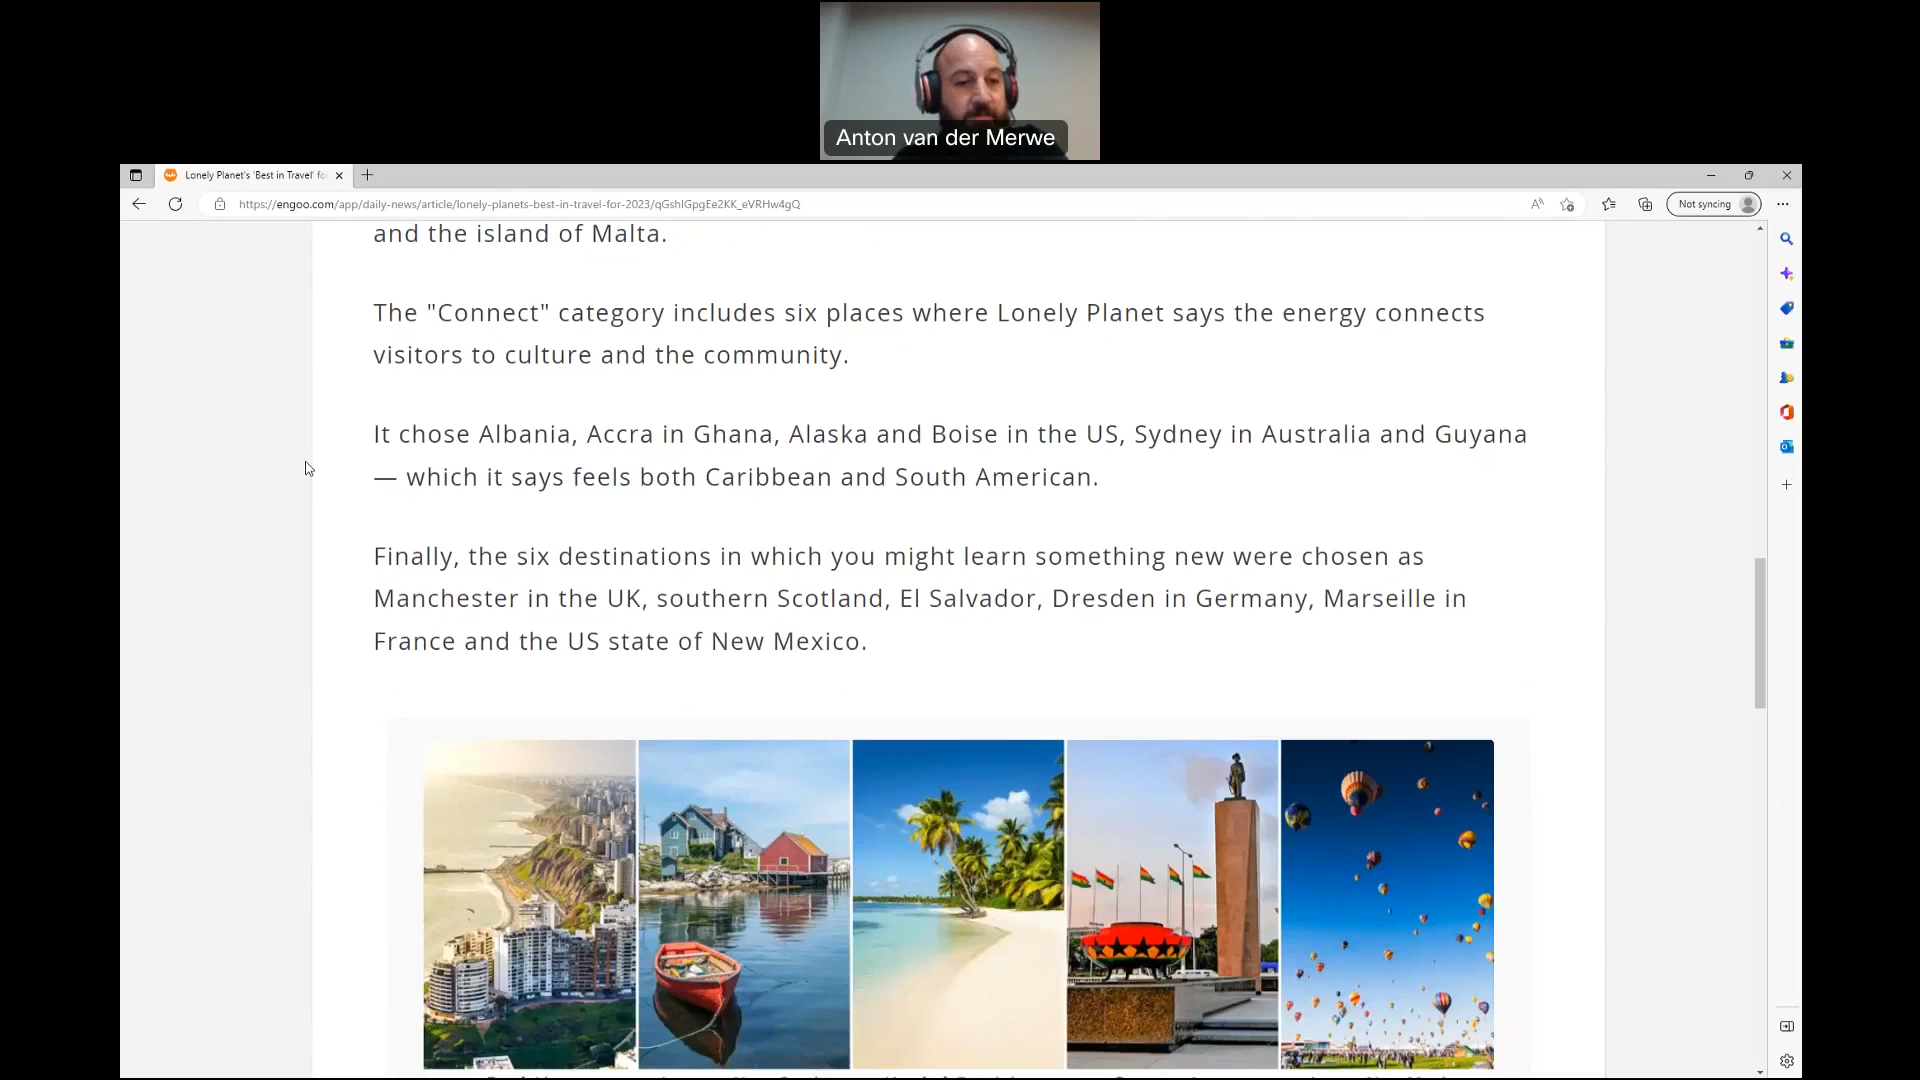 Anton van der Merwe
Lonely Planet's 'Best in Travel' fo
https://engoo.com/app/daily-news/article/lonely-planets-best-in-travel-for-2023/qGshlGpgEe2KK_eVRHw4gQ
Not syncing
and the island of Malta.
The "Connect" category includes six places where Lonely Planet says the energy connects
visitors to culture and the community.
It chose Albania, Accra in Ghana, Alaska and Boise in the US, Sydney in Australia and Guyana
— which it says feels both Caribbean and South American.
Finally, the six destinations in which you might learn something new were chosen as
Manchester in the UK, southern Scotland, El Salvador, Dresden in Germany, Marseille in
France and the US state of New Mexico.